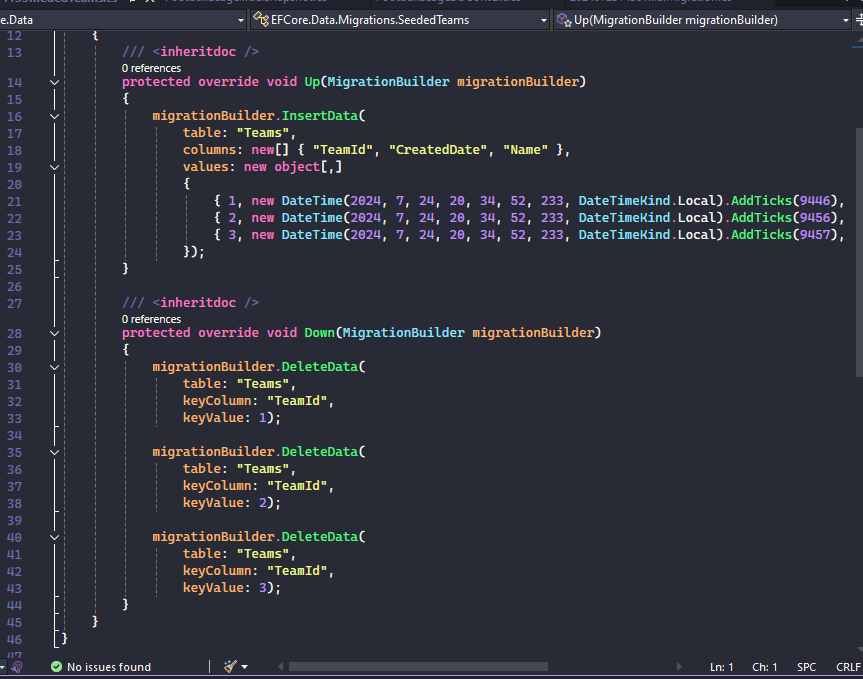 e.Data EFCore.Data.Migrations.SeededTeams Up(MigrationBuilder migrationBuilder)
12 {
13 /// <inheritdoc />
0 references
14 protected override void Up(MigrationBuilder migrationBuilder)
15 {
16 migrationBuilder.InsertData(
17 table: "Teams",
18 columns: new[] { "TeamId", "CreatedDate", "Name" },
19 values: new object[,]
20 {
21 { 1, new DateTime(2024, 7, 24, 20, 34, 52, 233, DateTimeKind.Local).AddTicks(9446),
22 { 2, new DateTime(2024, 7, 24, 20, 34, 52, 233, DateTimeKind.Local).AddTicks(9456),
23 { 3, new DateTime(2024, 7, 24, 20, 34, 52, 233, DateTimeKind.Local).AddTicks(9457),
24 });
25 }
26
27 /// <inheritdoc />
0 references
28 protected override void Down(MigrationBuilder migrationBuilder)
29 {
30 migrationBuilder.DeleteData(
31 table: "Teams",
32 keyColumn: "TeamId",
33 keyValue: 1);
34
35 migrationBuilder.DeleteData(
36 table: "Teams",
37 keyColumn: "TeamId",
38 keyValue: 2);
39
40 migrationBuilder.DeleteData(
41 table: "Teams",
42 keyColumn: "TeamId",
43 keyValue: 3);
44 }
45 }
46 }
47
No issues found Ln: 1 Ch: 1 SPC CRLF